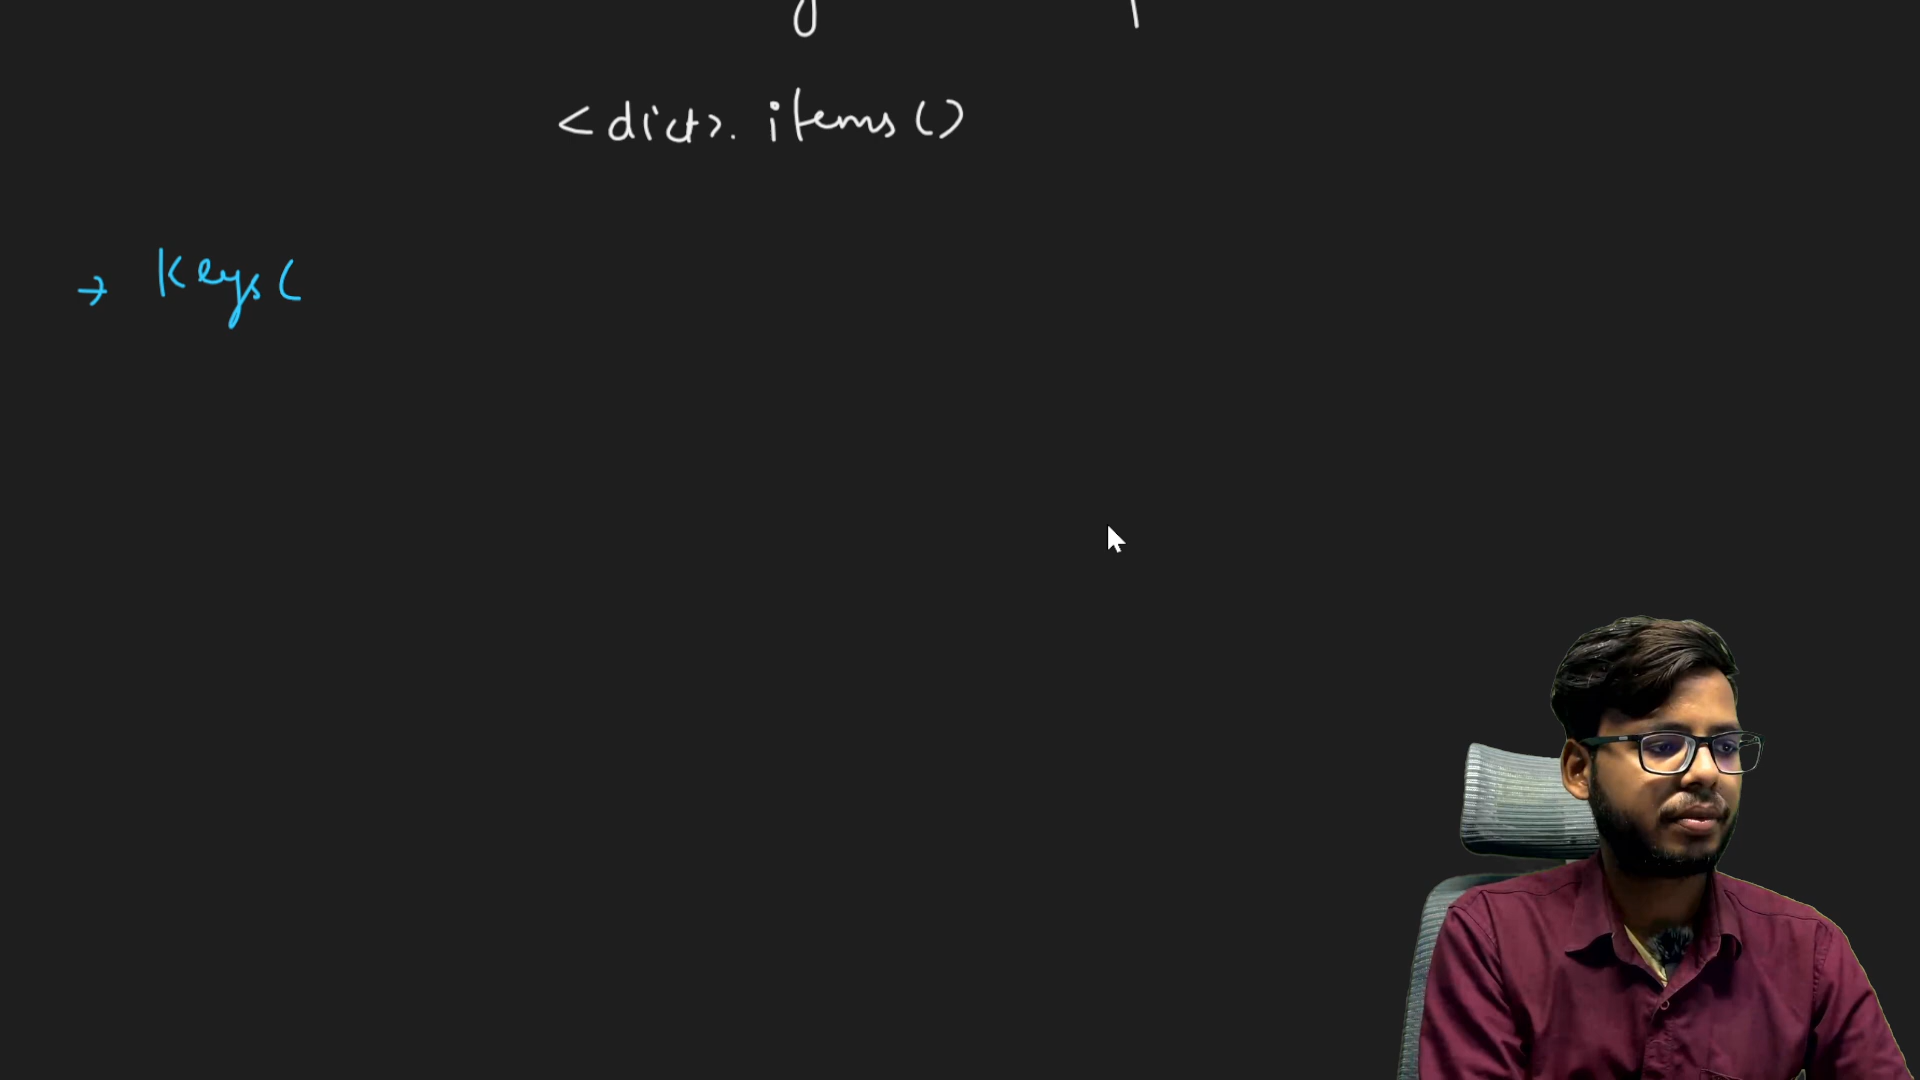 <dict>. items()
→ keys(